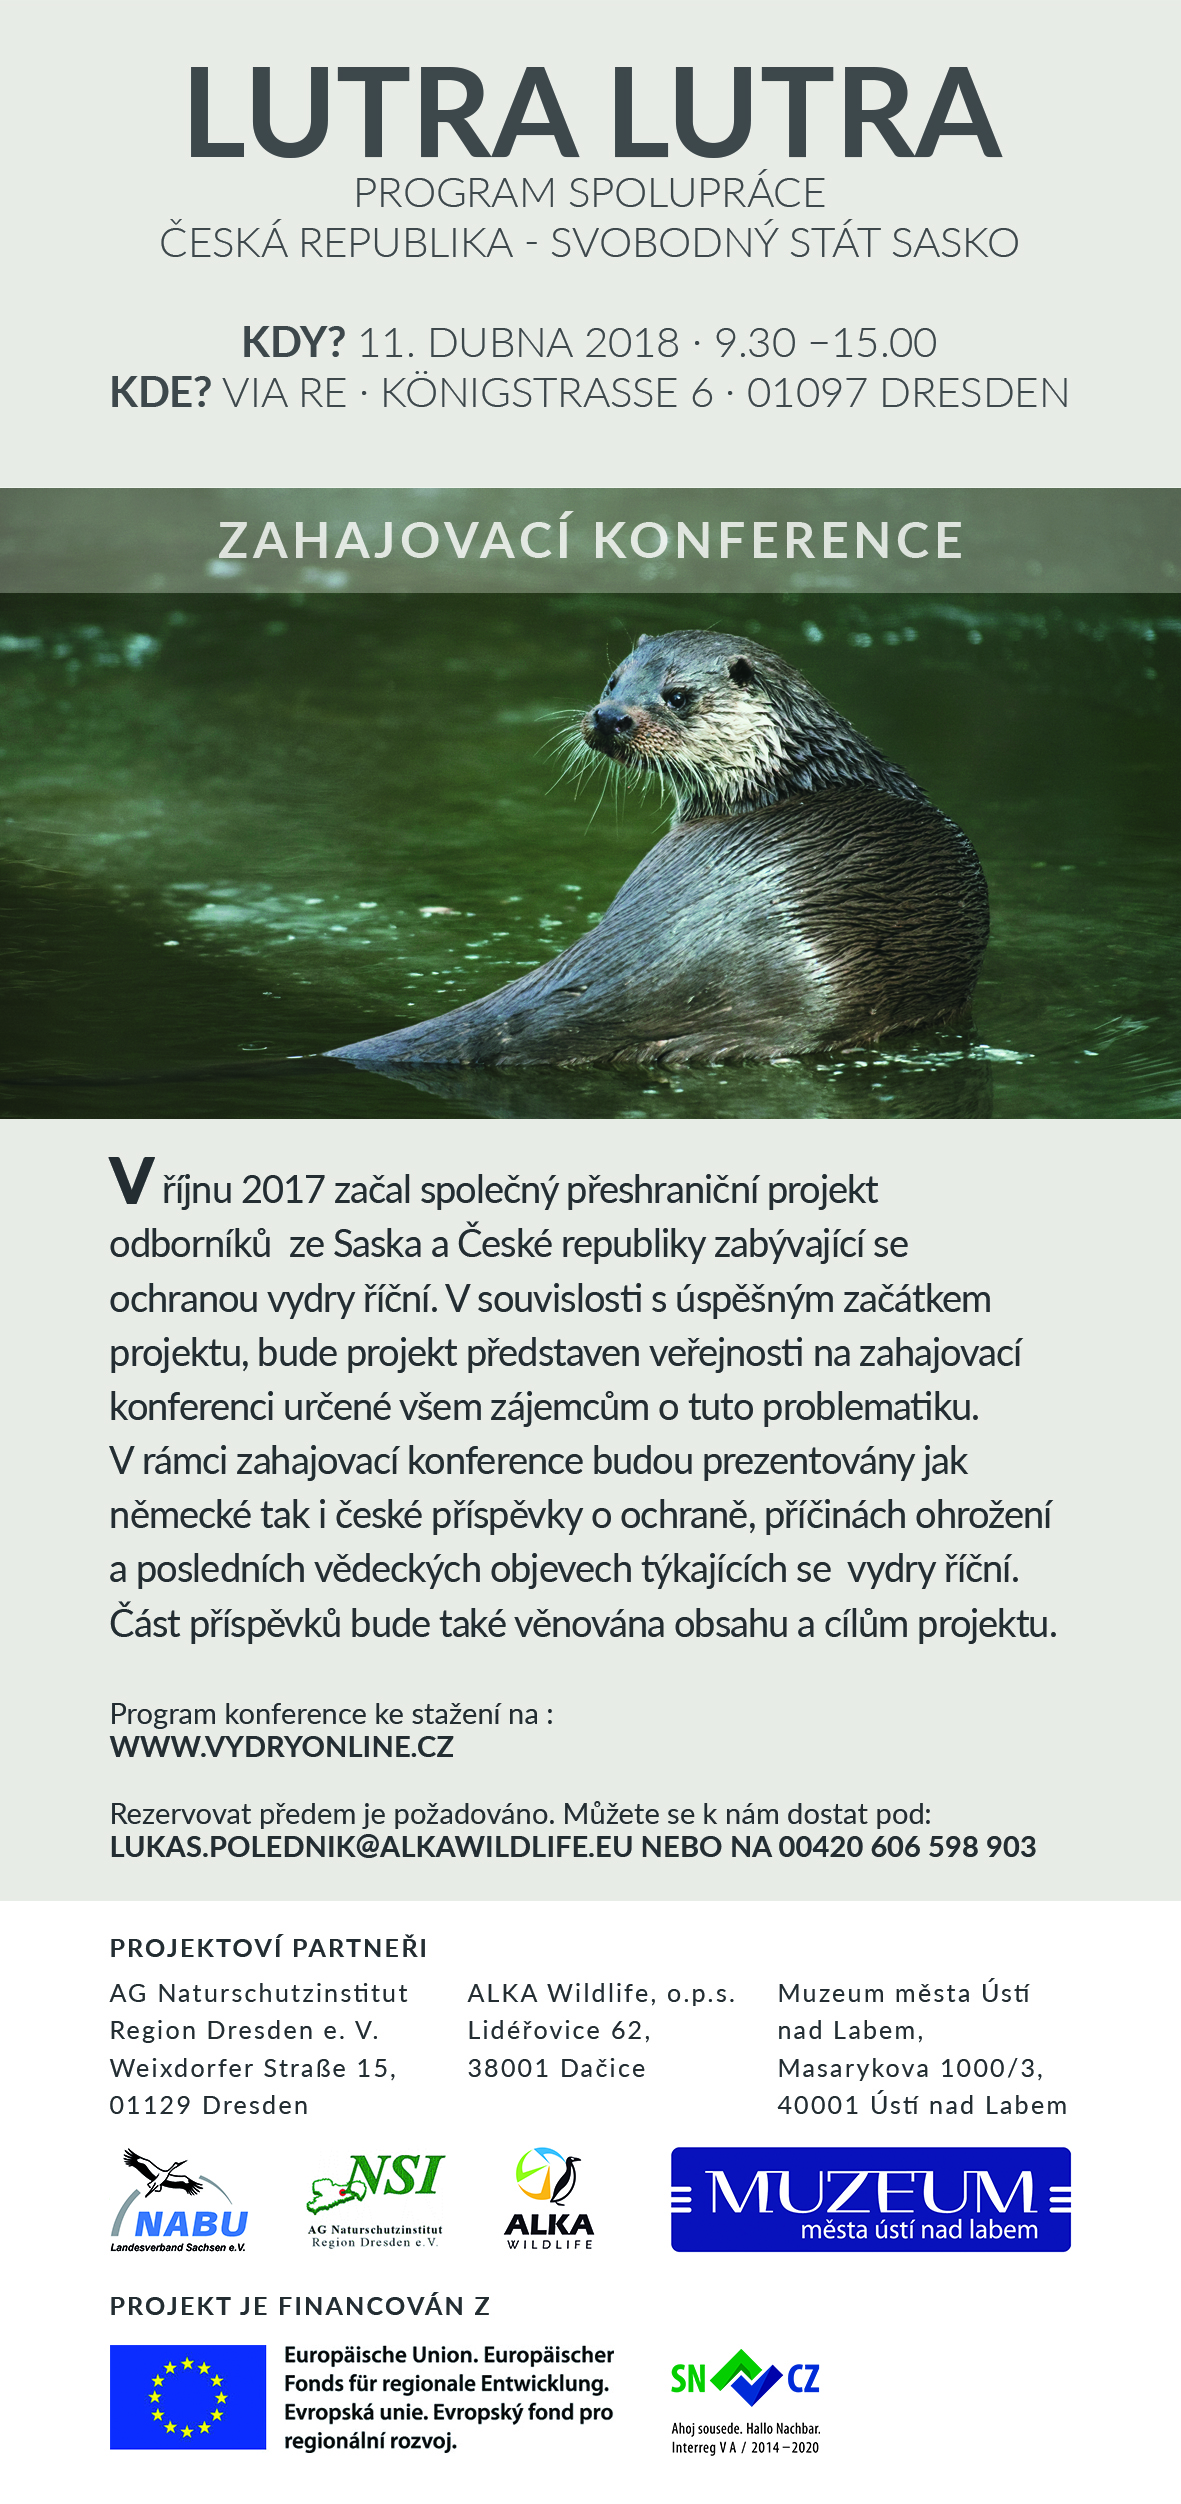 LUTRA LUTRA
PROGRAM SPOLUPRÁCE
ČESKÁ REPUBLIKA - SVOBODNÝ STÁT SASKO
KDY? 11. DUBNA 2018 · 9.30 –15.00
KDE? VIA RE · KÖNIGSTRASSE 6 · 01097 DRESDEN
ZAHAJOVACÍ KONFERENCE
V říjnu 2017 začal společný přeshraniční projekt
odborníků ze Saska a České republiky zabývající se
ochranou vydry říční. V souvislosti s úspěšným začátkem
projektu, bude projekt představen veřejnosti na zahajovací
konferenci určené všem zájemcům o tuto problematiku.
V rámci zahajovací konference budou prezentovány jak
německé tak i české příspěvky o ochraně, příčinách ohrožení
a posledních vědeckých objevech týkajících se vydry říční.
Část příspěvků bude také věnována obsahu a cílům projektu.
Program konference ke stažení na :
WWW.VYDRYONLINE.CZ
Rezervovat předem je požadováno. Můžete se k nám dostat pod:
LUKAS.POLEDNIK@ALKAWILDLIFE.EU NEBO NA 00420 606 598 903
PROJEKTOVÍ PARTNEŘI
AG Naturschutzinstitut
Region Dresden e. V.
Weixdorfer Straße 15,
01129 Dresden
ALKA Wildlife, o.p.s.
Lidéřovice 62,
38001 Dačice
Muzeum města Ústí
nad Labem,
Masarykova 1000/3,
40001 Ústí nad Labem
NABU
Landesverband Sachsen e.V.
NSI
AG Naturschutzinstitut
Region Dresden e.V.
ALKA
WILDLIFE
MUZEUM
města ústí nad labem
PROJEKT JE FINANCOVÁN Z
Europäische Union. Europäischer
Fonds für regionale Entwicklung.
Evropská unie. Evropský fond pro
regionální rozvoj.
SN CZ
Ahoj sousede. Hallo Nachbar.
Interreg V A / 2014–2020